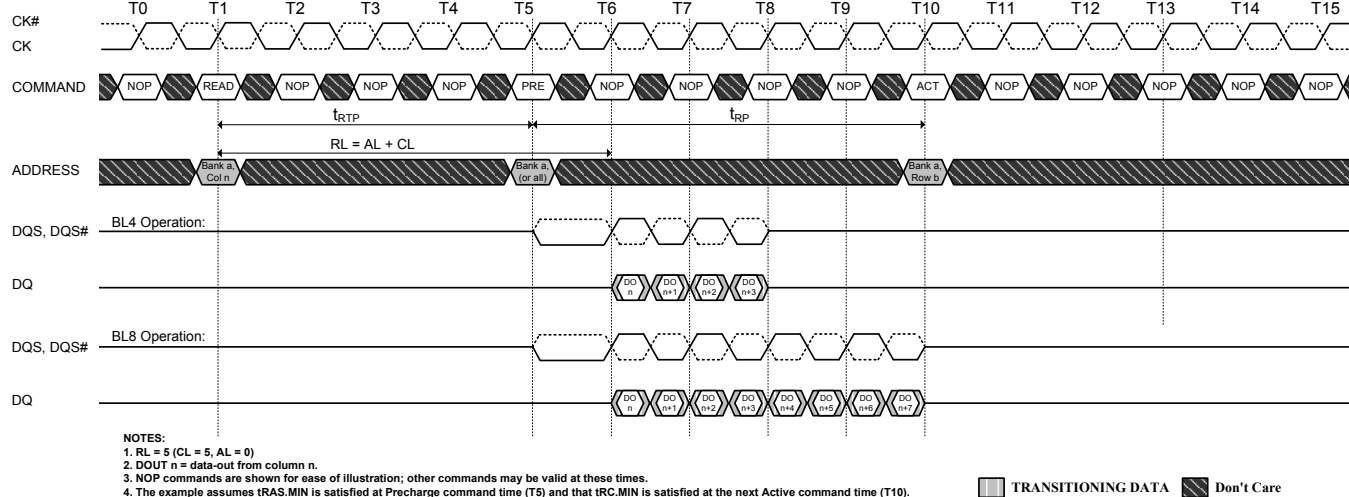 CK# T0 T1 T2 T3 T4 T5 T6 T7 T8 T9 T10 T11 T12 T13 T14 T15
CK
COMMAND NOP READ NOP NOP NOP PRE NOP NOP NOP NOP ACT NOP NOP NOP NOP NOP
tRTP tRP
RL = AL + CL
ADDRESS Bank a, Col n Bank a, (or all) Bank a, Row b
BL4 Operation:
DQS, DQS#
DQ DO n DO n+1 DO n+2 DO n+3
BL8 Operation:
DQS, DQS#
DQ DO n DO n+1 DO n+2 DO n+3 DO n+4 DO n+5 DO n+6 DO n+7
NOTES:
1. RL = 5 (CL = 5, AL = 0)
2. DOUT n = data-out from column n.
3. NOP commands are shown for ease of illustration; other commands may be valid at these times.
4. The example assumes tRAS.MIN is satisfied at Precharge command time (T5) and that tRC.MIN is satisfied at the next Active command time (T10).
TRANSITIONING DATA Don't Care